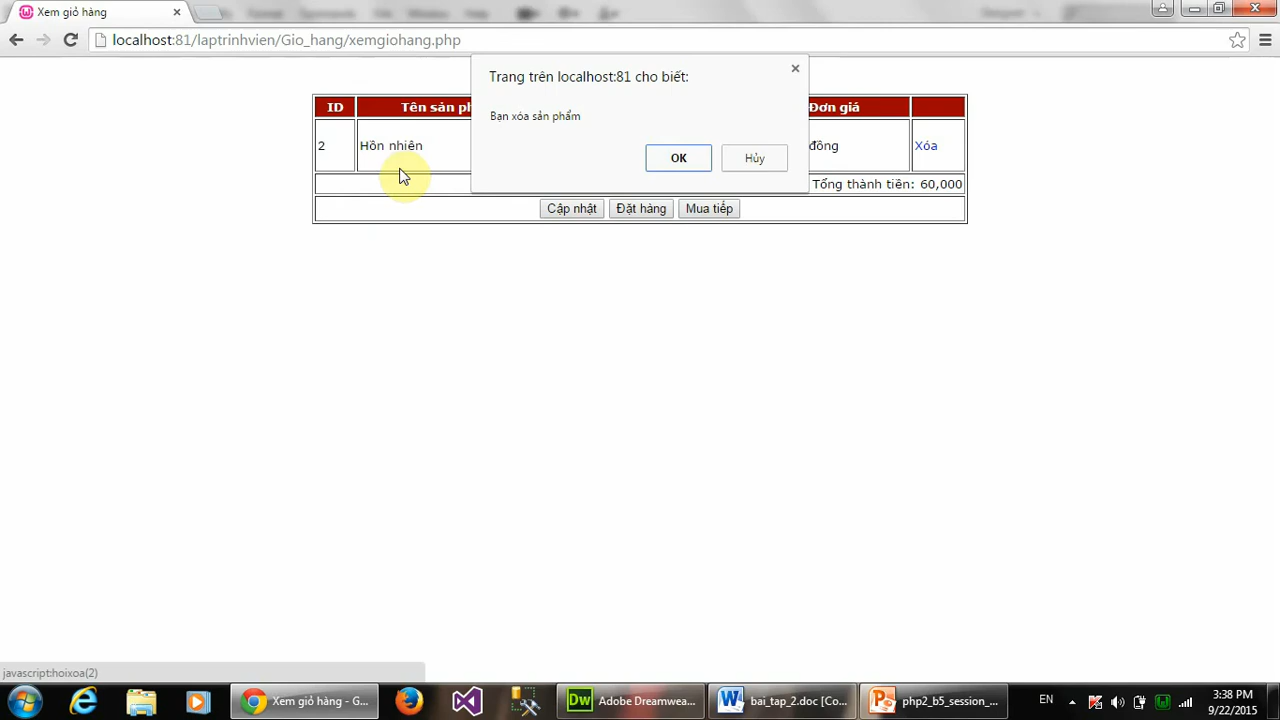 Xem giỏ hàng
localhost:81/laptrinhvien/Gio_hang/xemgiohang.php
Trang trên localhost:81 cho biết:
Bạn xóa sản phẩm
OK
Hủy
ID
Tên sản ph
Đơn giá
2
Hôn nhiên
đồng
Xóa
Tổng thành tiền: 60,000
Cập nhật
Đặt hàng
Mua tiếp
javascript:hoixoa(2)
Xem giỏ hàng - G...
Dw
Adobe Dreamwea...
bai_tap_2.doc [Co...
php2_b5_session_...
EN
3:38 PM
9/22/2015